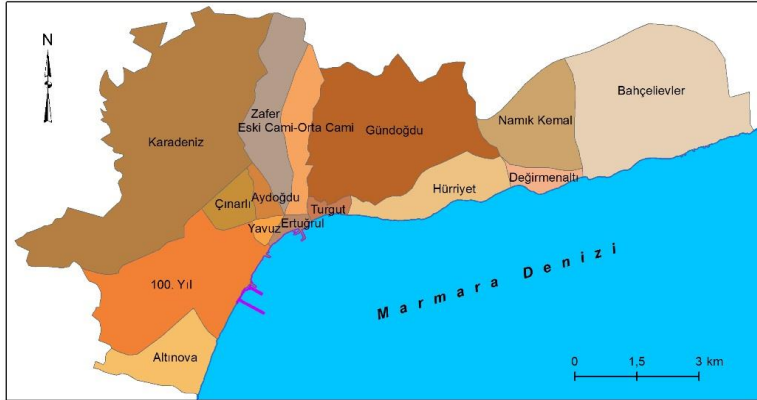 N
Zafer
Eski Cami-Orta Cami
Karadeniz
Gündoğdu
Namık Kemal
Bahçelievler
Değirmenaltı
Hürriyet
Çınarlı
Aydoğdu
Turgut
Ertuğrul
Yavuz
100. Yıl
Altınova
Marmara Denizi
0 1,5 3 km